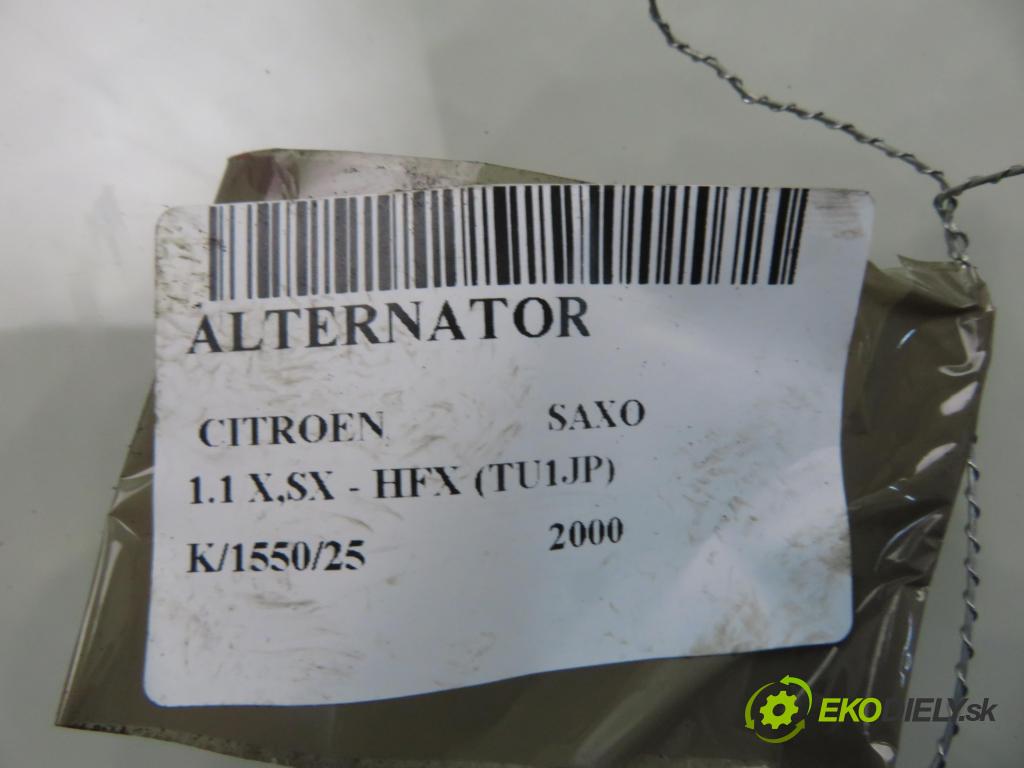 ALTERNATOR
CITROEN SAXO
1.1 X,SX - HFX (TU1JP)
K/1550/25 2000
EKODIELY.sk